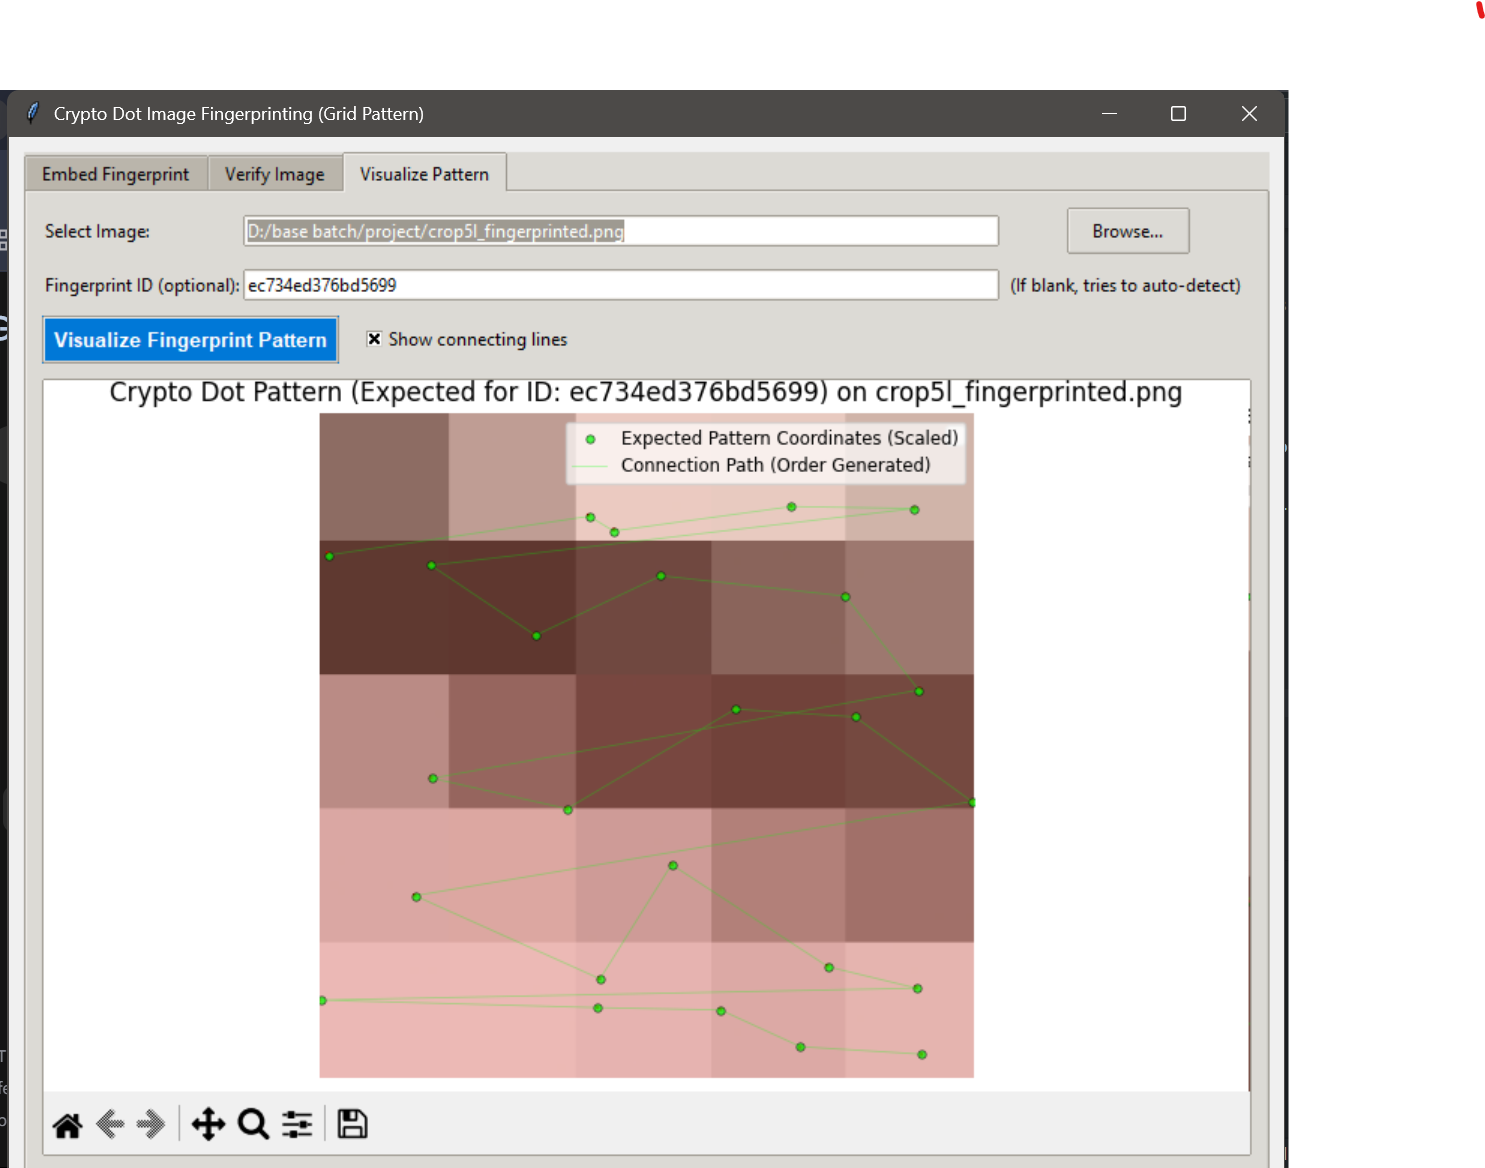 Crypto Dot Image Fingerprinting (Grid Pattern)
Embed Fingerprint Verify Image Visualize Pattern
Select Image: D:/base batch/project/crop5l_fingerprinted.png Browse...
Fingerprint ID (optional): ec734ed376bd5699 (If blank, tries to auto-detect)
Visualize Fingerprint Pattern Show connecting lines
Crypto Dot Pattern (Expected for ID: ec734ed376bd5699) on crop5l_fingerprinted.png
Expected Pattern Coordinates (Scaled)
Connection Path (Order Generated)